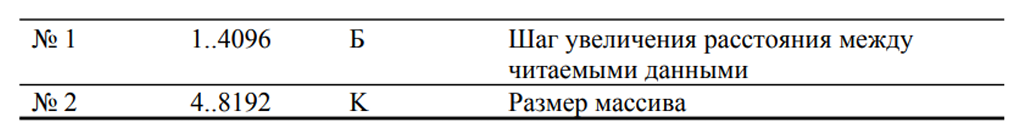 № 1 1..4096 Б Шаг увеличения расстояния между
читаемыми данными
№ 2 4..8192 K Размер массива